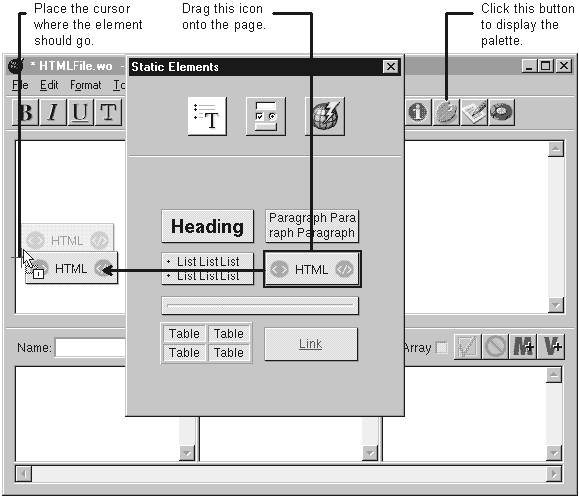 Place the cursor
where the element
should go.
Drag this icon
onto the page.
Click this button
to display the
palette.
* HTMLFile.wo -
Static Elements
File Edit Format To
B I U T
T
i
Heading
Paragraph Para
raph Paragraph
HTML
HTML
• List List List
• List List List
HTML
Table Table
Table Table
Link
Name:
Array
M+ V+